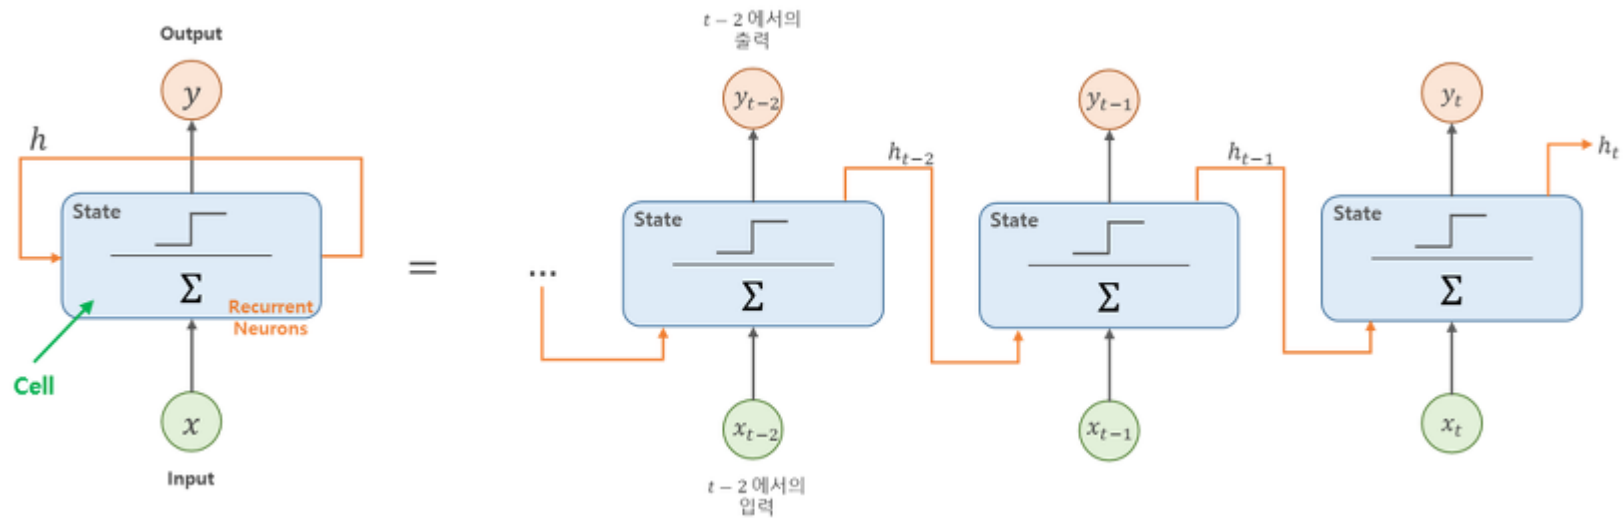 Output
y
h
State
Σ
Recurrent
Neurons
Cell
x
Input
=
...
t − 2 에서의
출력
y_{t−2}
h_{t−2}
State
Σ
x_{t−2}
t − 2 에서의
입력
y_{t−1}
h_{t−1}
State
Σ
x_{t−1}
y_t
h_t
State
Σ
x_t